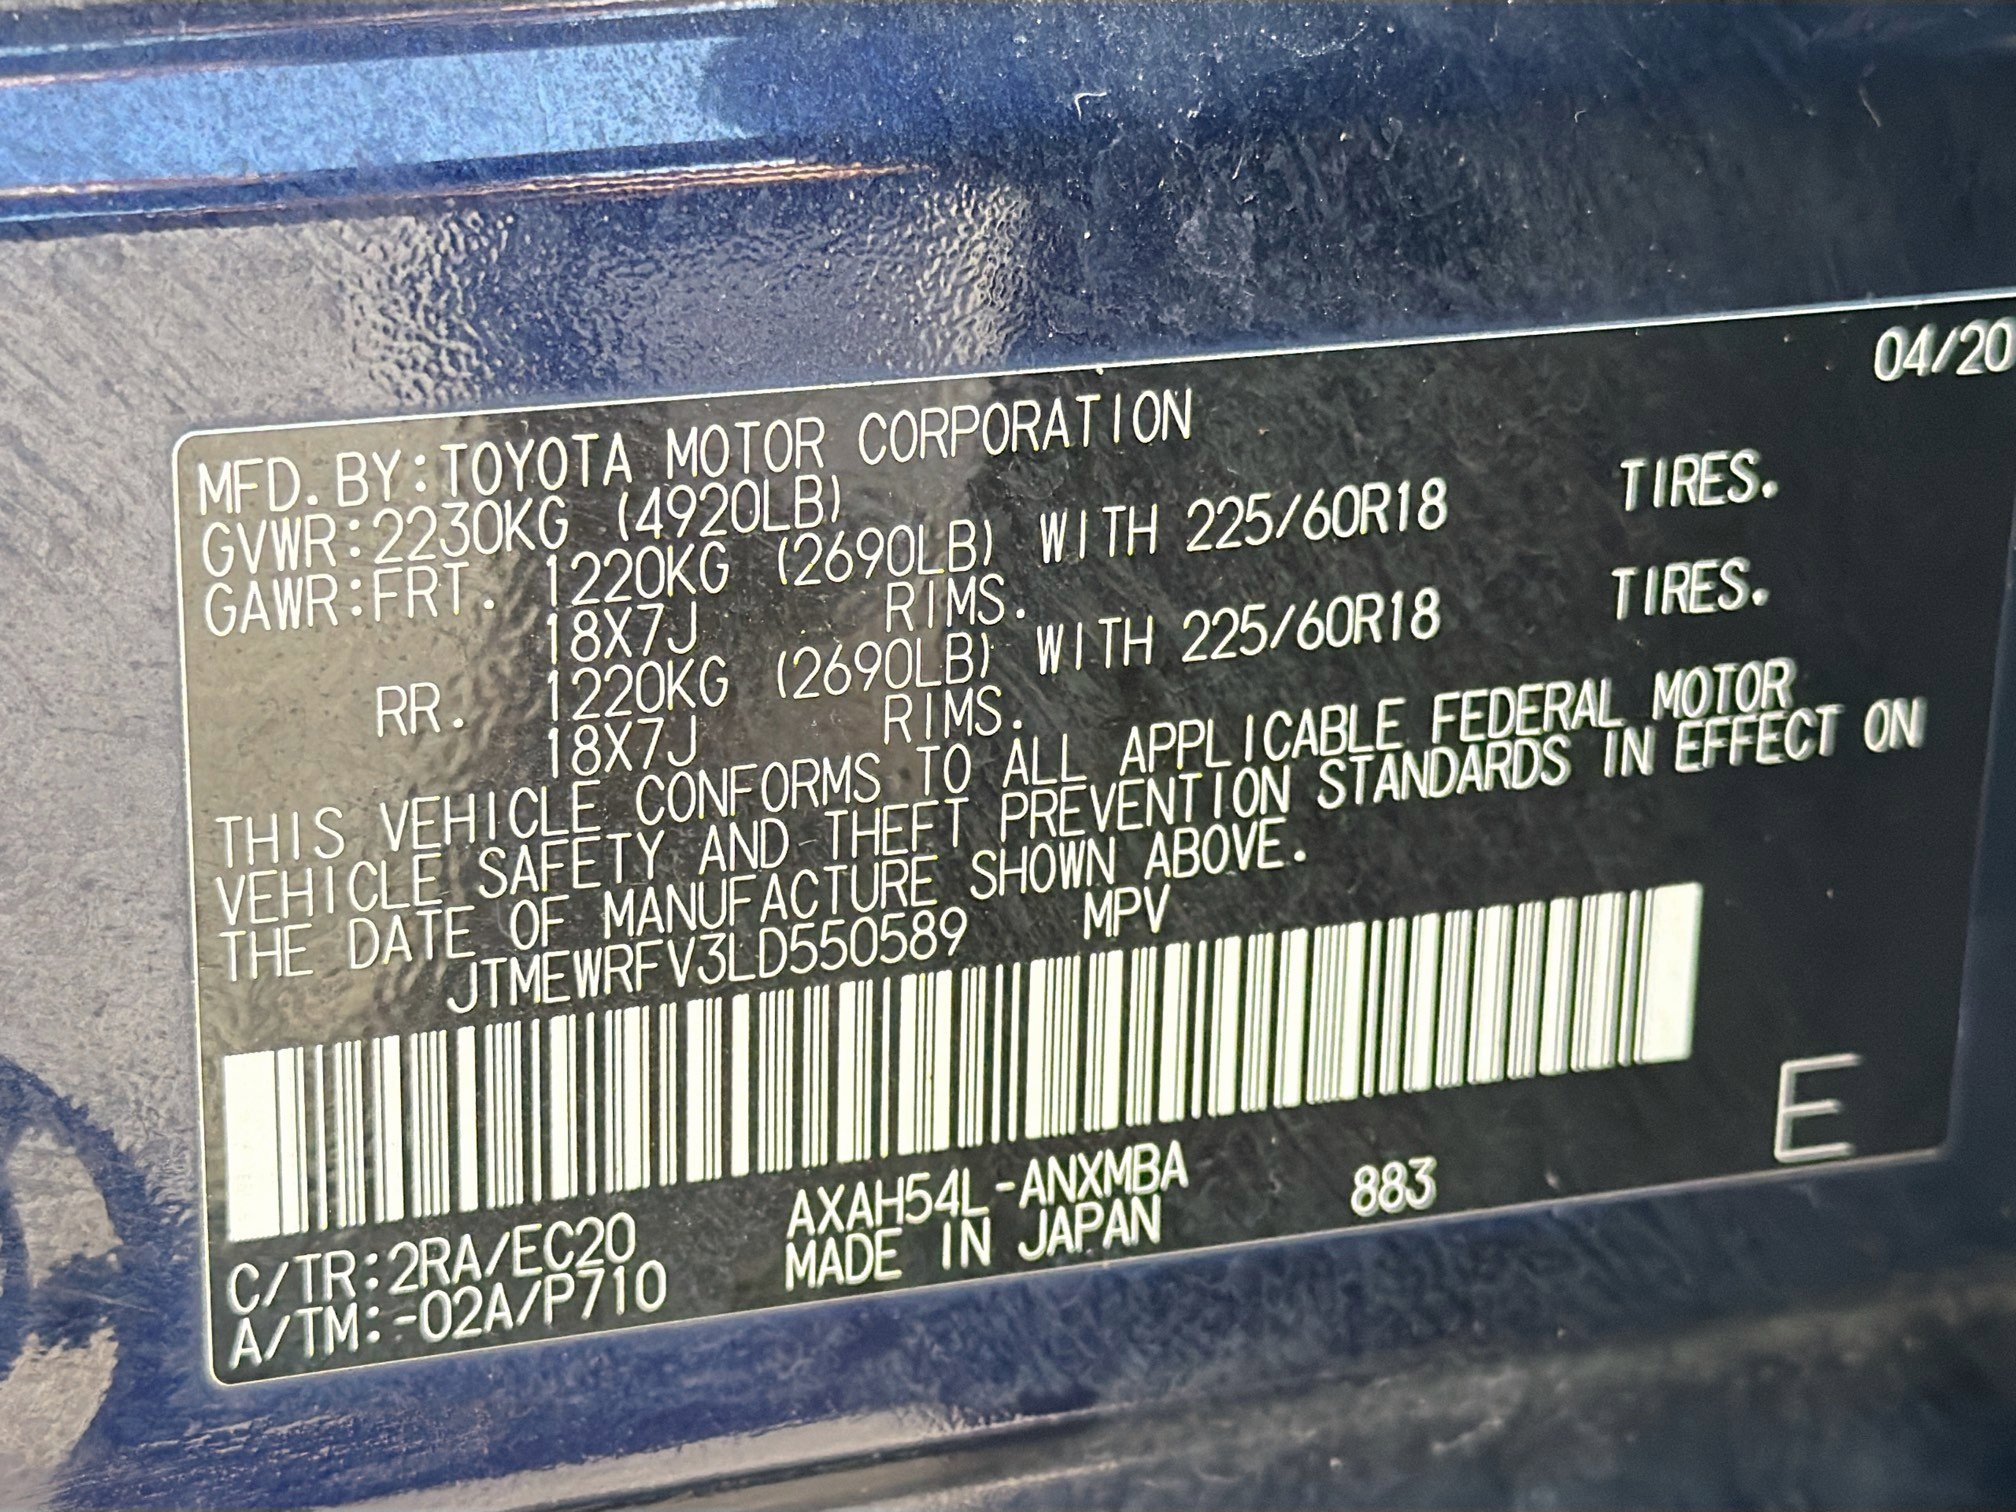 04/20
MFD.BY:TOYOTA MOTOR CORPORATION
GVWR:2230KG (4920LB)
GAWR:FRT. 1220KG (2690LB) WITH 225/60R18 TIRES.
18X7J RIMS.
RR. 1220KG (2690LB) WITH 225/60R18 TIRES.
18X7J RIMS.
THIS VEHICLE CONFORMS TO ALL APPLICABLE FEDERAL MOTOR
VEHICLE SAFETY AND THEFT PREVENTION STANDARDS IN EFFECT ON
THE DATE OF MANUFACTURE SHOWN ABOVE.
JTMEWRFV3LD550589 MPV
C/TR:2RA/EC20 AXAH54L-ANXMBA 883 E
A/TM:-02A/P710 MADE IN JAPAN